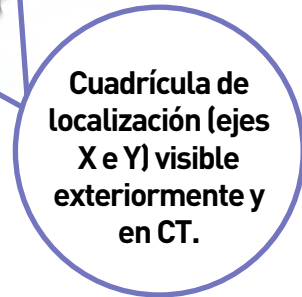 Cuadrícula de
localización (ejes
X e Y) visible
exteriormente y
en CT.